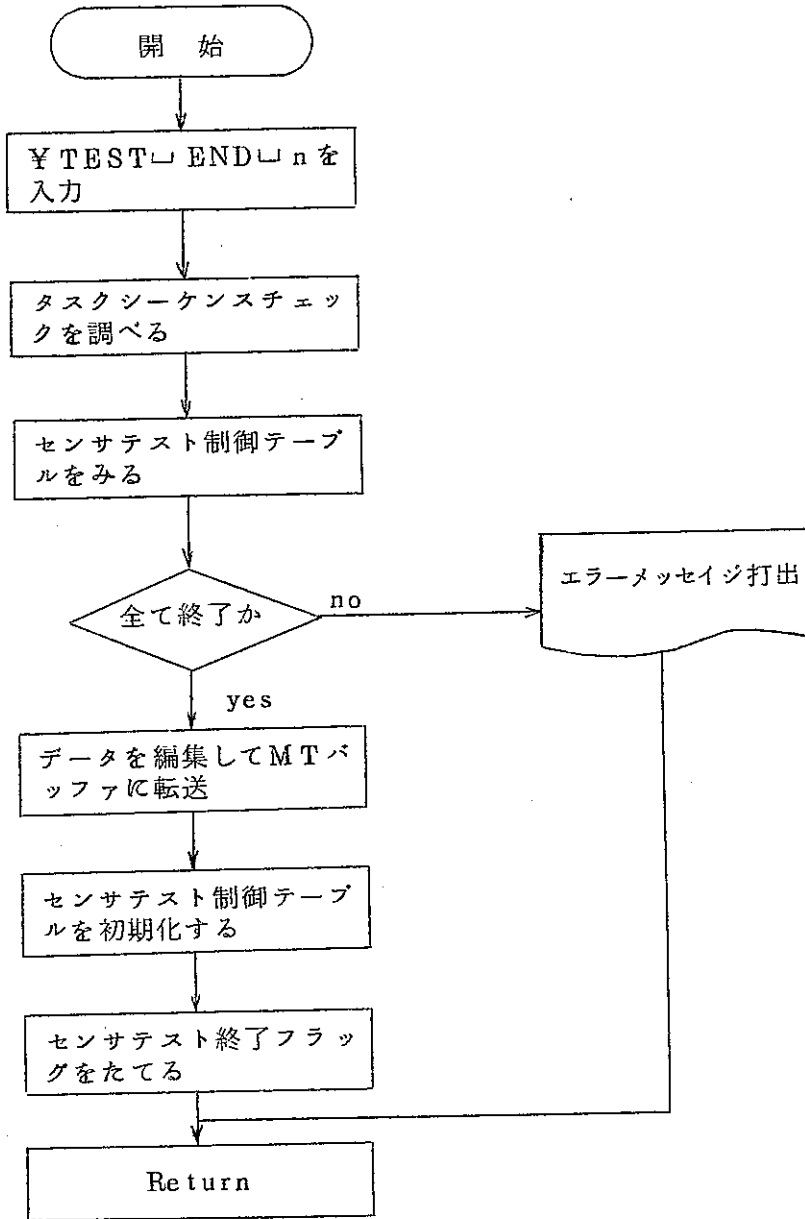 開 始
¥TEST␣END␣nを
入力
タスクシーケンスチェッ
クを調べる
センサテスト制御テーブ
ルをみる
全て終了か
no
エラーメッセイジ打出
yes
データを編集してMTバ
ッファに転送
センサテスト制御テーブ
ルを初期化する
センサテスト終了フラッ
グをたてる
Return